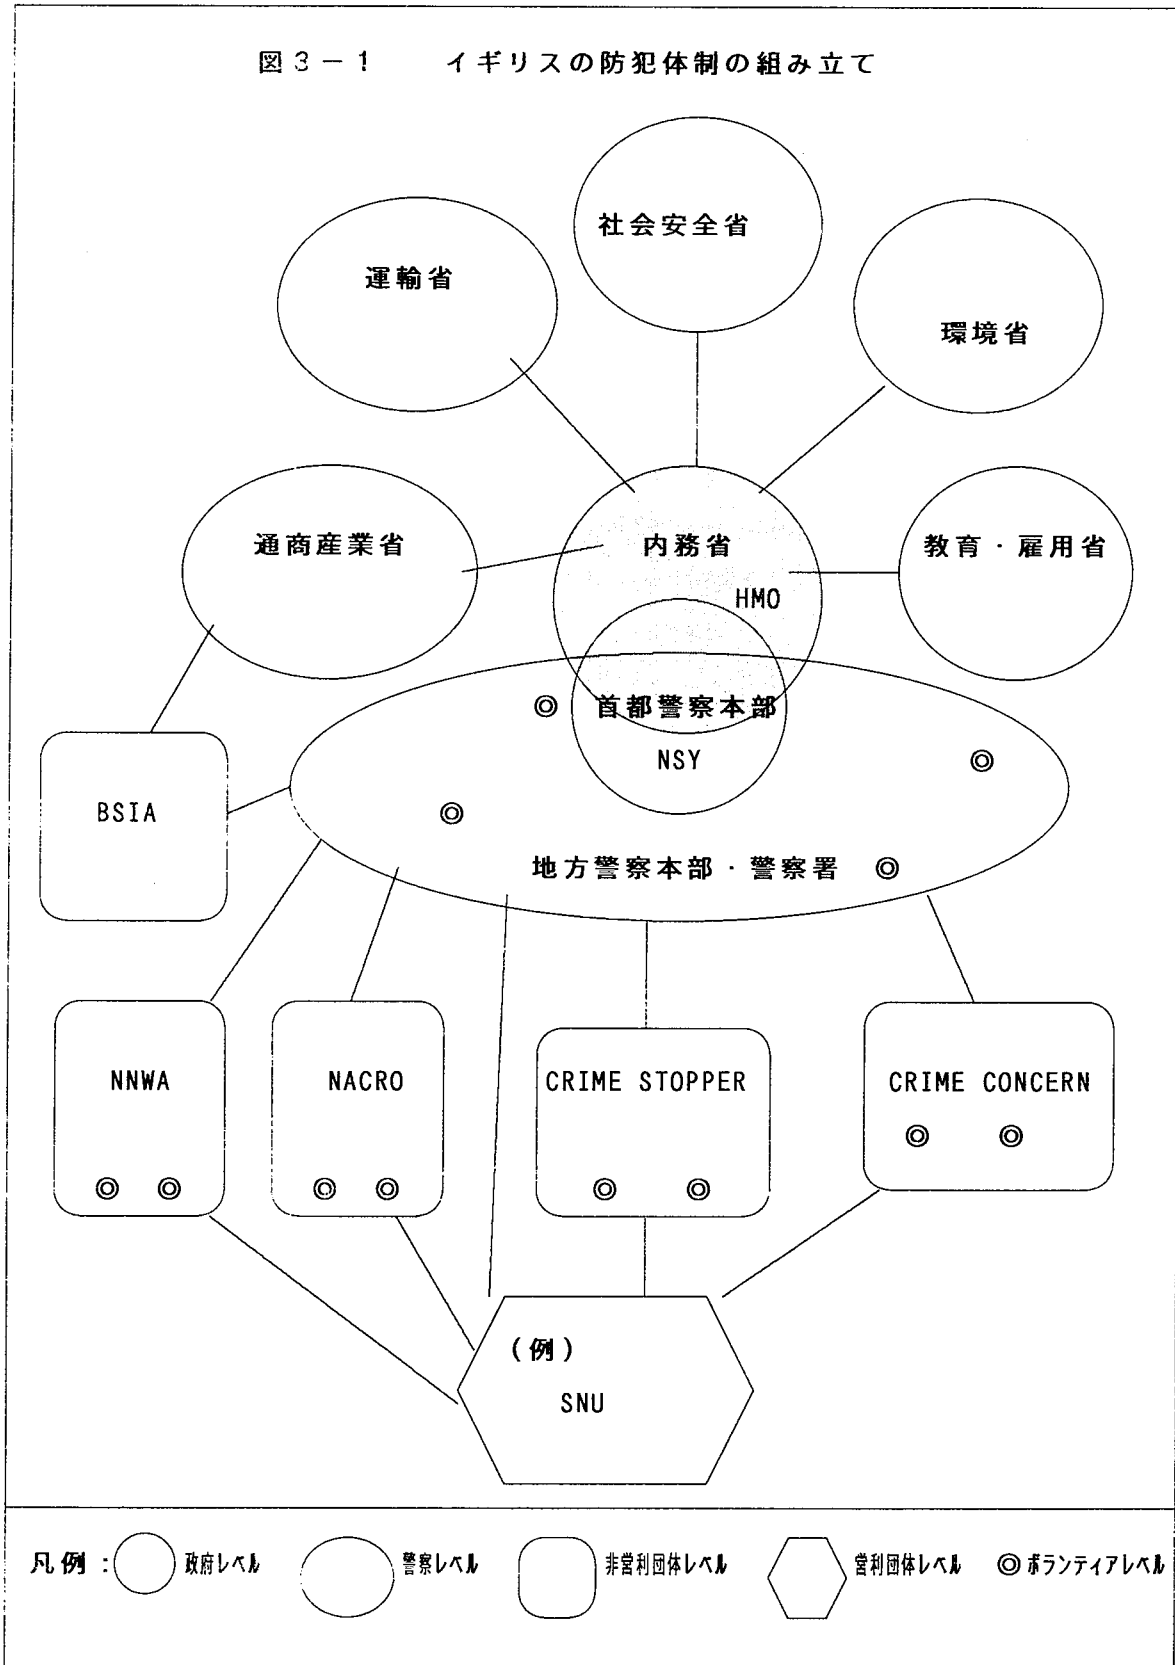 図3-1 イギリスの防犯体制の組み立て
社会安全省
運輸省
環境省
通商産業省
内務省
教育・雇用省
HMO
首都警察本部
NSY
BSIA
地方警察本部・警察署
NNWA
NACRO
CRIME STOPPER
CRIME CONCERN
(例)
SNU
凡例：
政府レベル
警察レベル
非営利団体レベル
営利団体レベル
ボランティアレベル